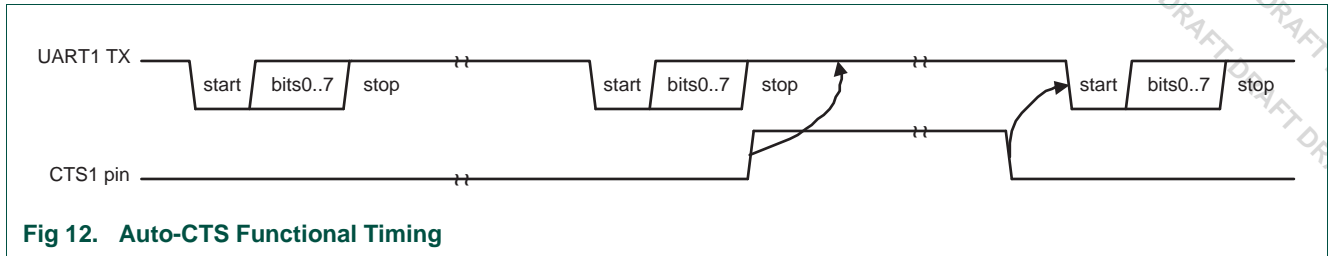 UART1 TX
start bits0..7 stop start bits0..7 stop start bits0..7 stop
CTS1 pin
Fig 12. Auto-CTS Functional Timing
DRAFT DRAFT DRAFT
DRAFT